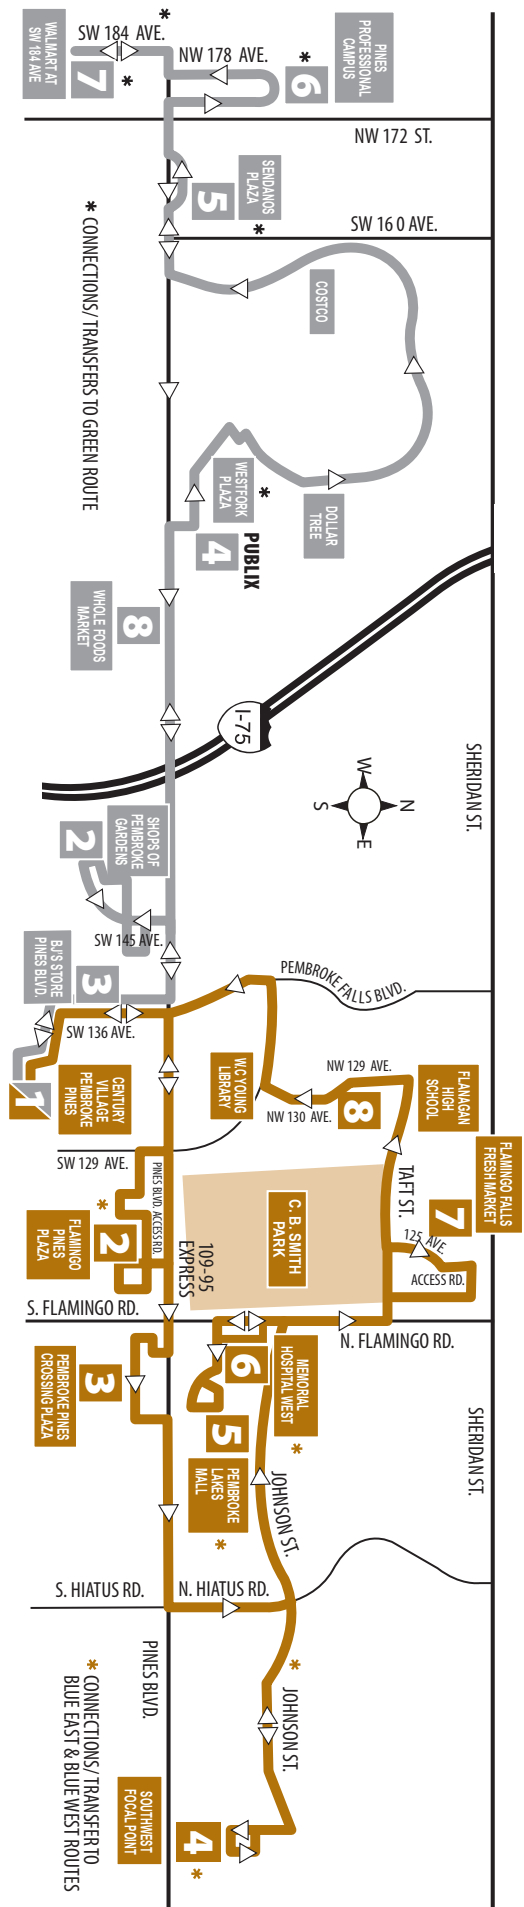 SW 184 AVE.
*
WALMART AT
SW 184 AVE
7
*
NW 178 AVE.
*
6
PINES
PROFESSIONAL
CAMPUS
NW 172 ST.
SENDANOS
PLAZA
5
*
SW 16 0 AVE.
* CONNECTIONS/ TRANSFERS TO GREEN ROUTE
COSTCO
WESTFORK
PLAZA
*
4
PUBLIX
DOLLAR
TREE
8
WHOLE FOODS
MARKET
I-75
SHERIDAN ST.
W
N
S
E
SHOPS OF
PEMBROKE
GARDENS
2
SW 145 AVE.
BJ'S STORE
PINES BLVD.
3
SW 136 AVE.
PEMBROKE FALLS BLVD.
1
CENTURY
VILLAGE
PEMBROKE
PINES
W.C YOUNG
LIBRARY
NW 129 AVE.
NW 130 AVE.
8
FLANAGAN
HIGH
SCHOOL
FLAMINGO FALLS
FRESH MARKET
7
TAFT ST.
125 AVE.
ACCESS RD.
SW 129 AVE.
PINES BLVD. ACCESS RD.
*
2
FLAMINGO
PINES
PLAZA
C. B. SMITH
PARK
109-95
EXPRESS
S. FLAMINGO RD.
N. FLAMINGO RD.
3
PEMBROKE PINES
CROSSING PLAZA
6
MEMORIAL
HOSPITAL WEST
*
5
PEMBROKE
LAKES
MALL
*
JOHNSON ST.
SHERIDAN ST.
S. HIATUS RD.
N. HIATUS RD.
PINES BLVD.
*
JOHNSON ST.
* CONNECTIONS/ TRANSFER TO
BLUE EAST & BLUE WEST ROUTES
SOUTHWEST
FOCAL POINT
4
*